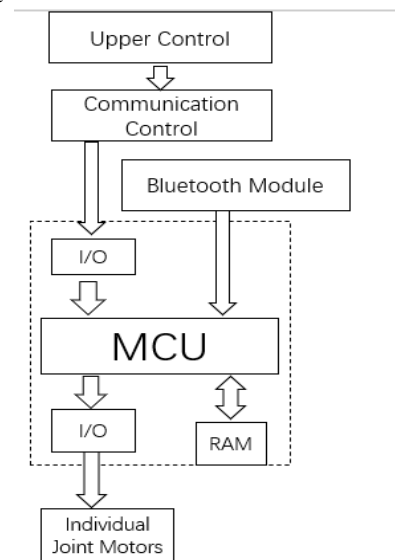 Upper Control
Communication
Control
Bluetooth Module
I/O
MCU
I/O
RAM
Individual
Joint Motors